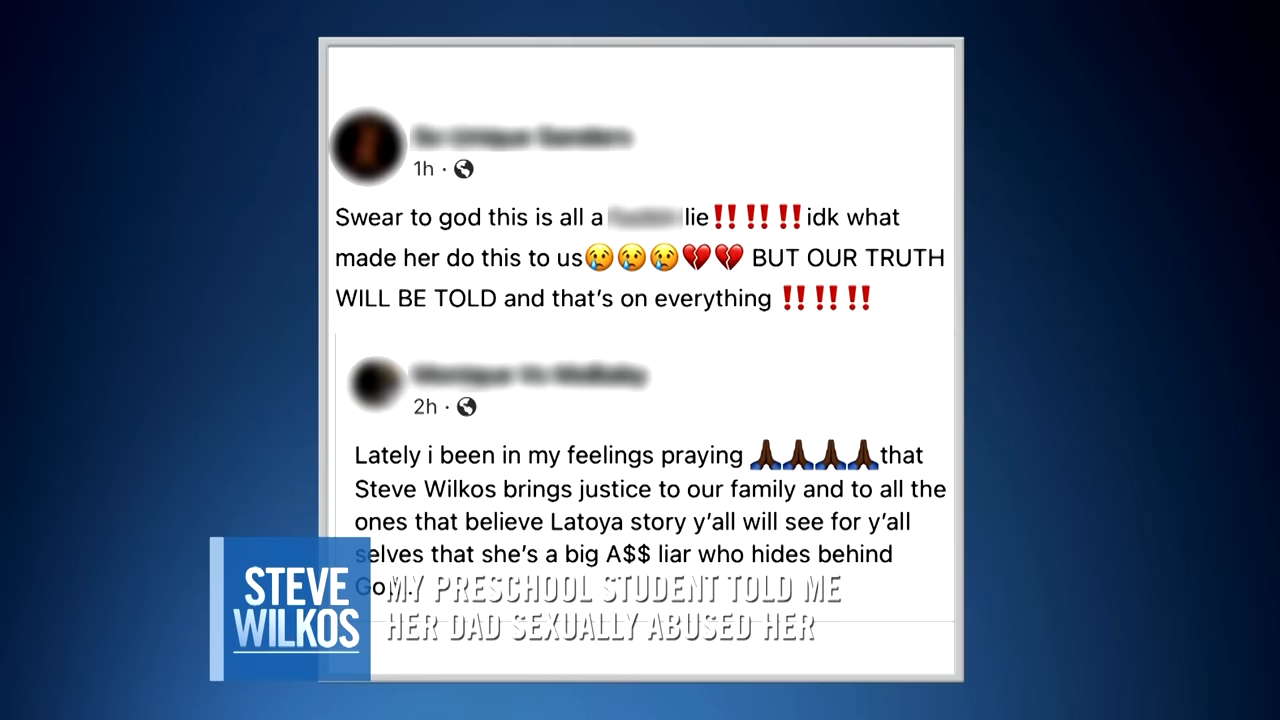 1h ·
Swear to god this is all a lie‼️ ‼️ ‼️idk what
made her do this to us😢😢😢💔💔 BUT OUR TRUTH
WILL BE TOLD and that's on everything ‼️ ‼️ ‼️
2h ·
Lately i been in my feelings praying 🙏🏿🙏🏿🙏🏿🙏🏿that
Steve Wilkos brings justice to our family and to all the
ones that believe Latoya story y'all will see for y'all
selves that she's a big A$$ liar who hides behind
STEVE
WILKOS
MY PRESCHOOL STUDENT TOLD ME
HER DAD SEXUALLY ABUSED HER